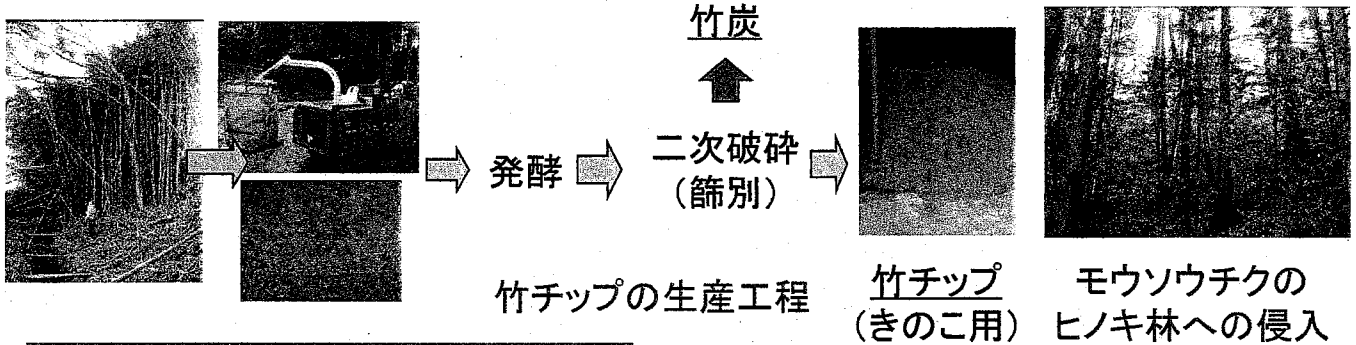 竹炭
発酵
二次破砕
（篩別）
竹チップの生産工程
竹チップ
（きのこ用）
モウソウチクの
ヒノキ林への侵入